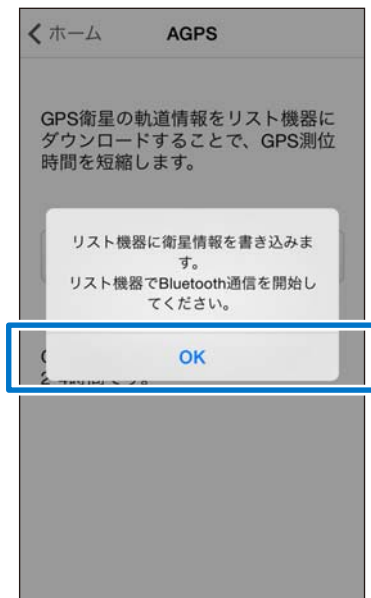 ホーム AGPS
GPS衛星の軌道情報をリスト機器に
ダウンロードすることで、GPS測位
時間を短縮します。
リスト機器に衛星情報を書き込みま
す。
リスト機器でBluetooth通信を開始し
てください。
OK